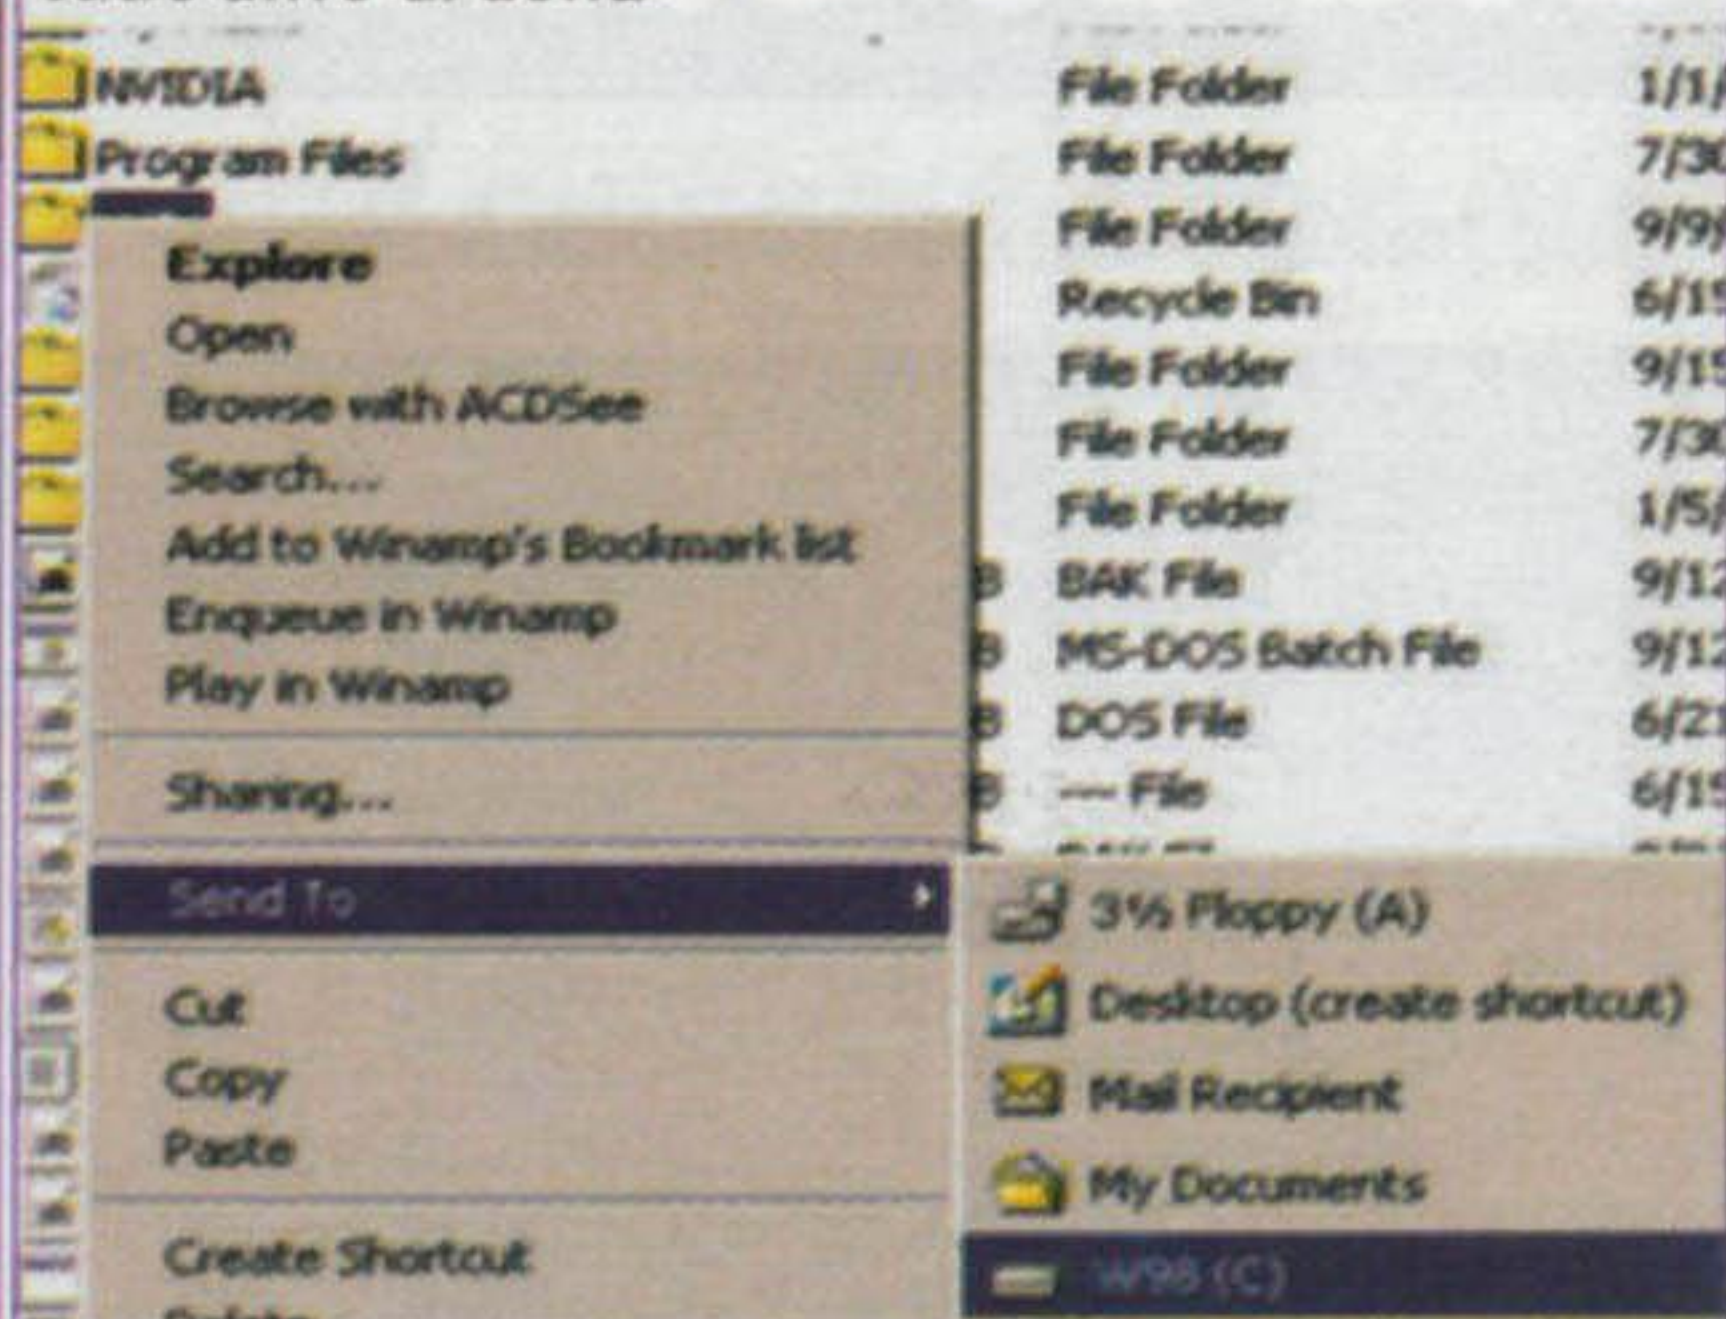 NVIDIA File Folder 1/1/
Program Files File Folder 7/30
File Folder 9/9/
Explore
Recycle Bin 6/15
Open
File Folder 9/15
Browse with ACDSee
File Folder 7/30
Search...
File Folder 1/5/
Add to Winamp's Bookmark list
B BAK File 9/12
Enqueue in Winamp
B MS-DOS Batch File 9/12
Play in Winamp
B DOS File 6/21
Sharing...
B --- File 6/15
Send To
3½ Floppy (A)
Desktop (create shortcut)
Cut
Copy
Mail Recipient
Paste
My Documents
Create Shortcut
W98 (C)